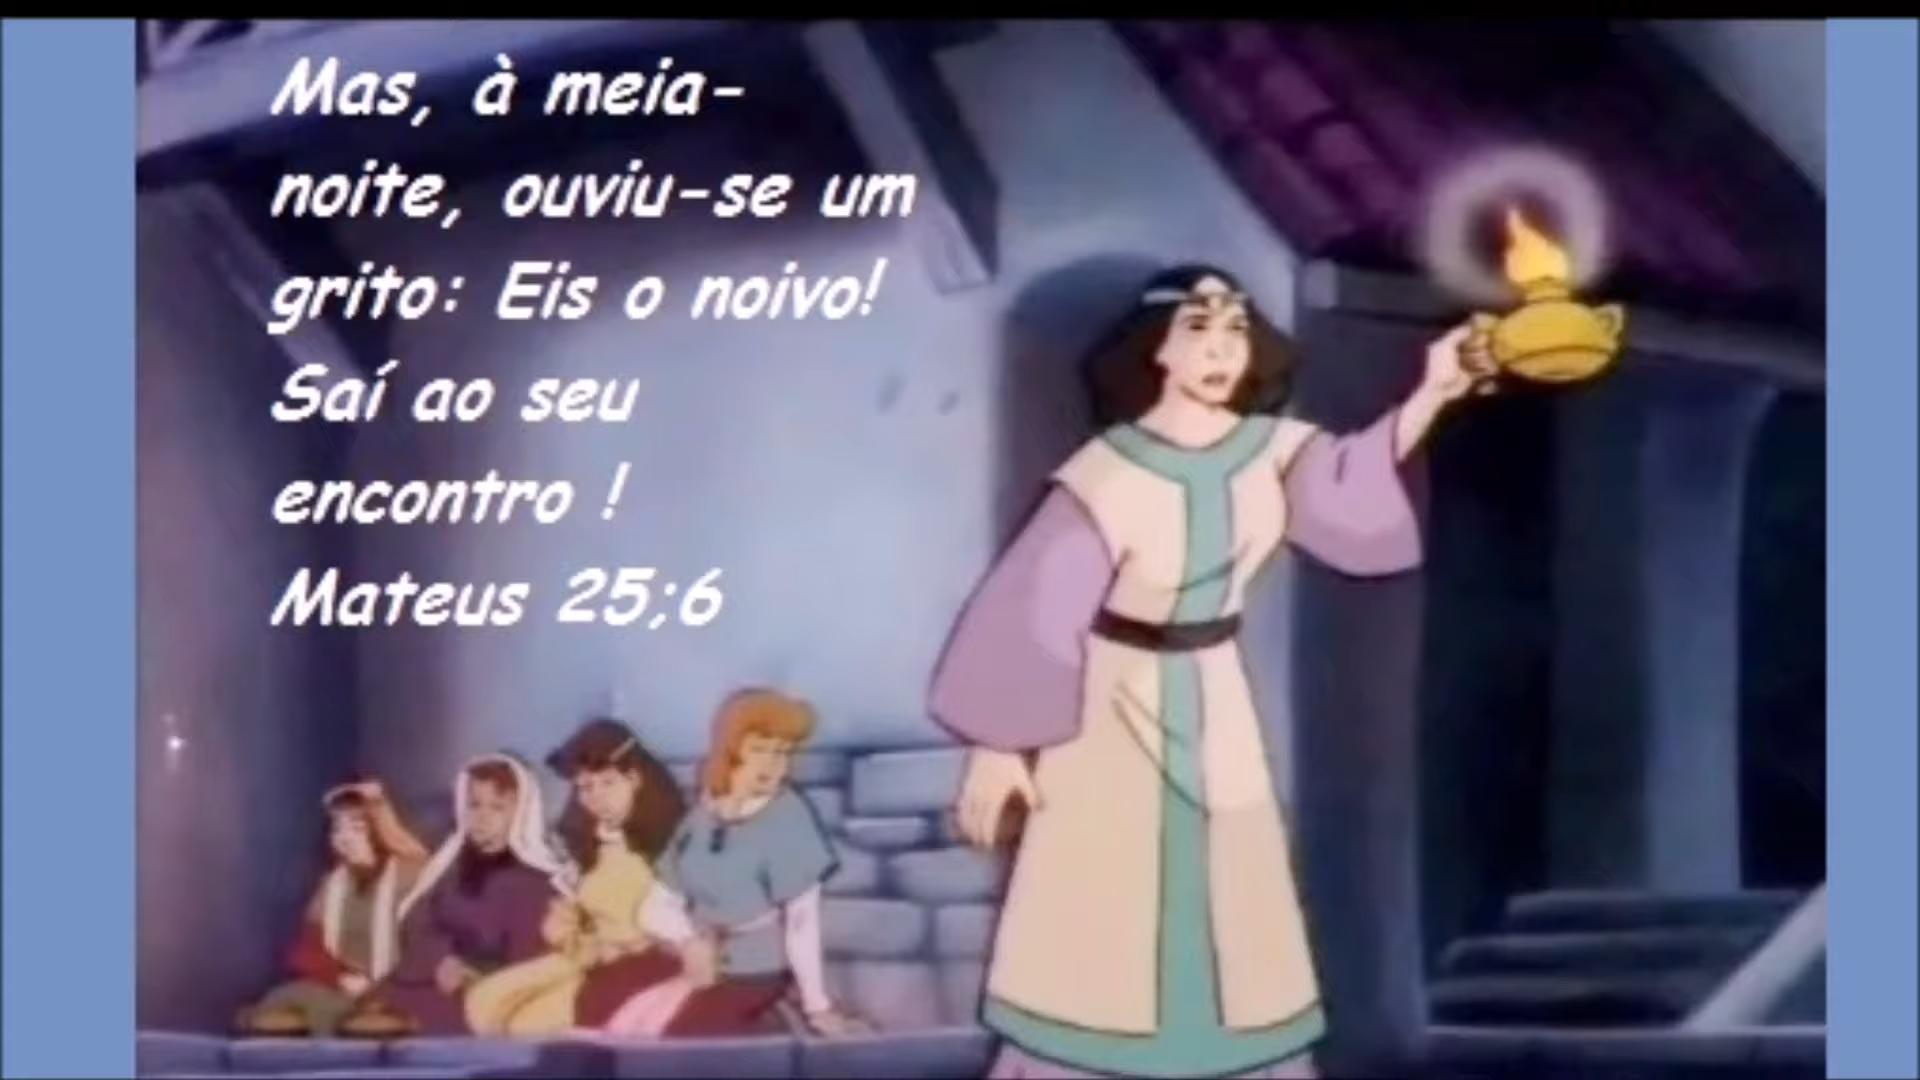 Mas, à meia-
noite, ouviu-se um
grito: Eis o noivo!
Saí ao seu
encontro !
Mateus 25;6